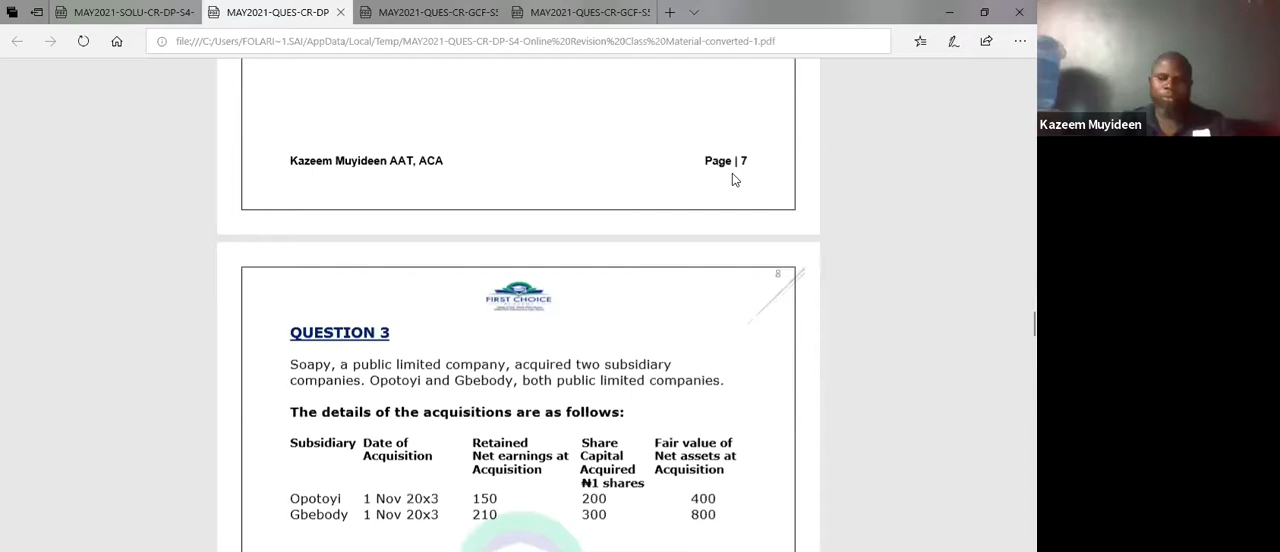 MAY2021-SOLU-CR-DP-S4-
MAY2021-QUES-CR-DP
MAY2021-QUES-CR-GCF-S5
MAY2021-QUES-CR-GCF-S5
file:///C:/Users/FOLARI~1.SAI/AppData/Local/Temp/MAY2021-QUES-CR-DP-S4-Online%20Revision%20Class%20Material-converted-1.pdf
Kazeem Muyideen
Kazeem Muyideen AAT, ACA Page | 7
8
FIRST CHOICE
QUESTION 3
Soapy, a public limited company, acquired two subsidiary
companies. Opotoyi and Gbebody, both public limited companies.
The details of the acquisitions are as follows:
Subsidiary Date of Retained Share Fair value of
Acquisition Net earnings at Capital Net assets at
Acquisition Acquired Acquisition
₦1 shares
Opotoyi 1 Nov 20x3 150 200 400
Gbebody 1 Nov 20x3 210 300 800